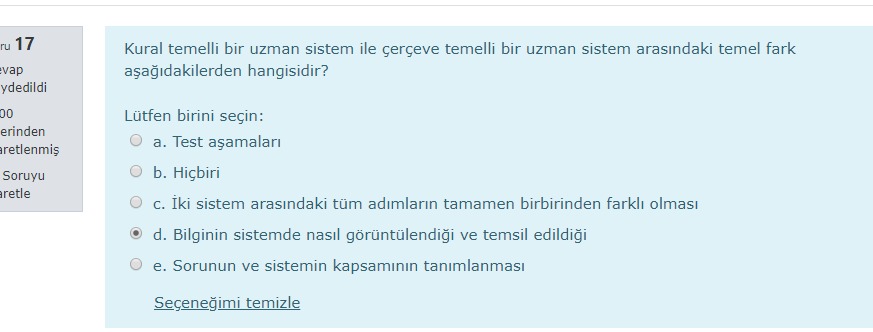 ru 17
evap
ydedildi
00
erinden
aretlenmiş
Soruyu
aretle
Kural temelli bir uzman sistem ile çerçeve temelli bir uzman sistem arasındaki temel fark
aşağıdakilerden hangisidir?
Lütfen birini seçin:
a. Test aşamaları
b. Hiçbiri
c. İki sistem arasındaki tüm adımların tamamen birbirinden farklı olması
d. Bilginin sistemde nasıl görüntülendiği ve temsil edildiği
e. Sorunun ve sistemin kapsamının tanımlanması
Seçeneğimi temizle